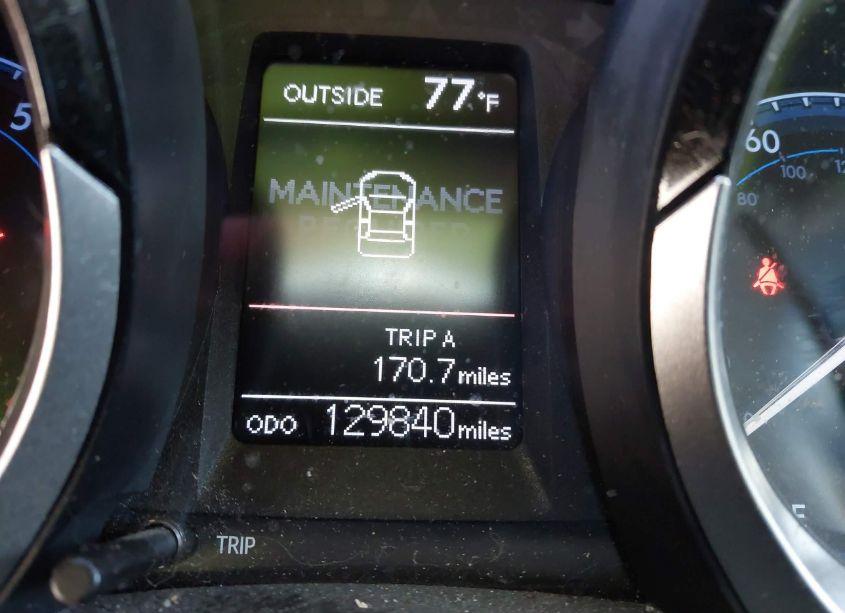 OUTSIDE 77°F
MAINTENANCE
TRIP A
170.7 miles
ODO 129840 miles
TRIP
5
60
80
100
E